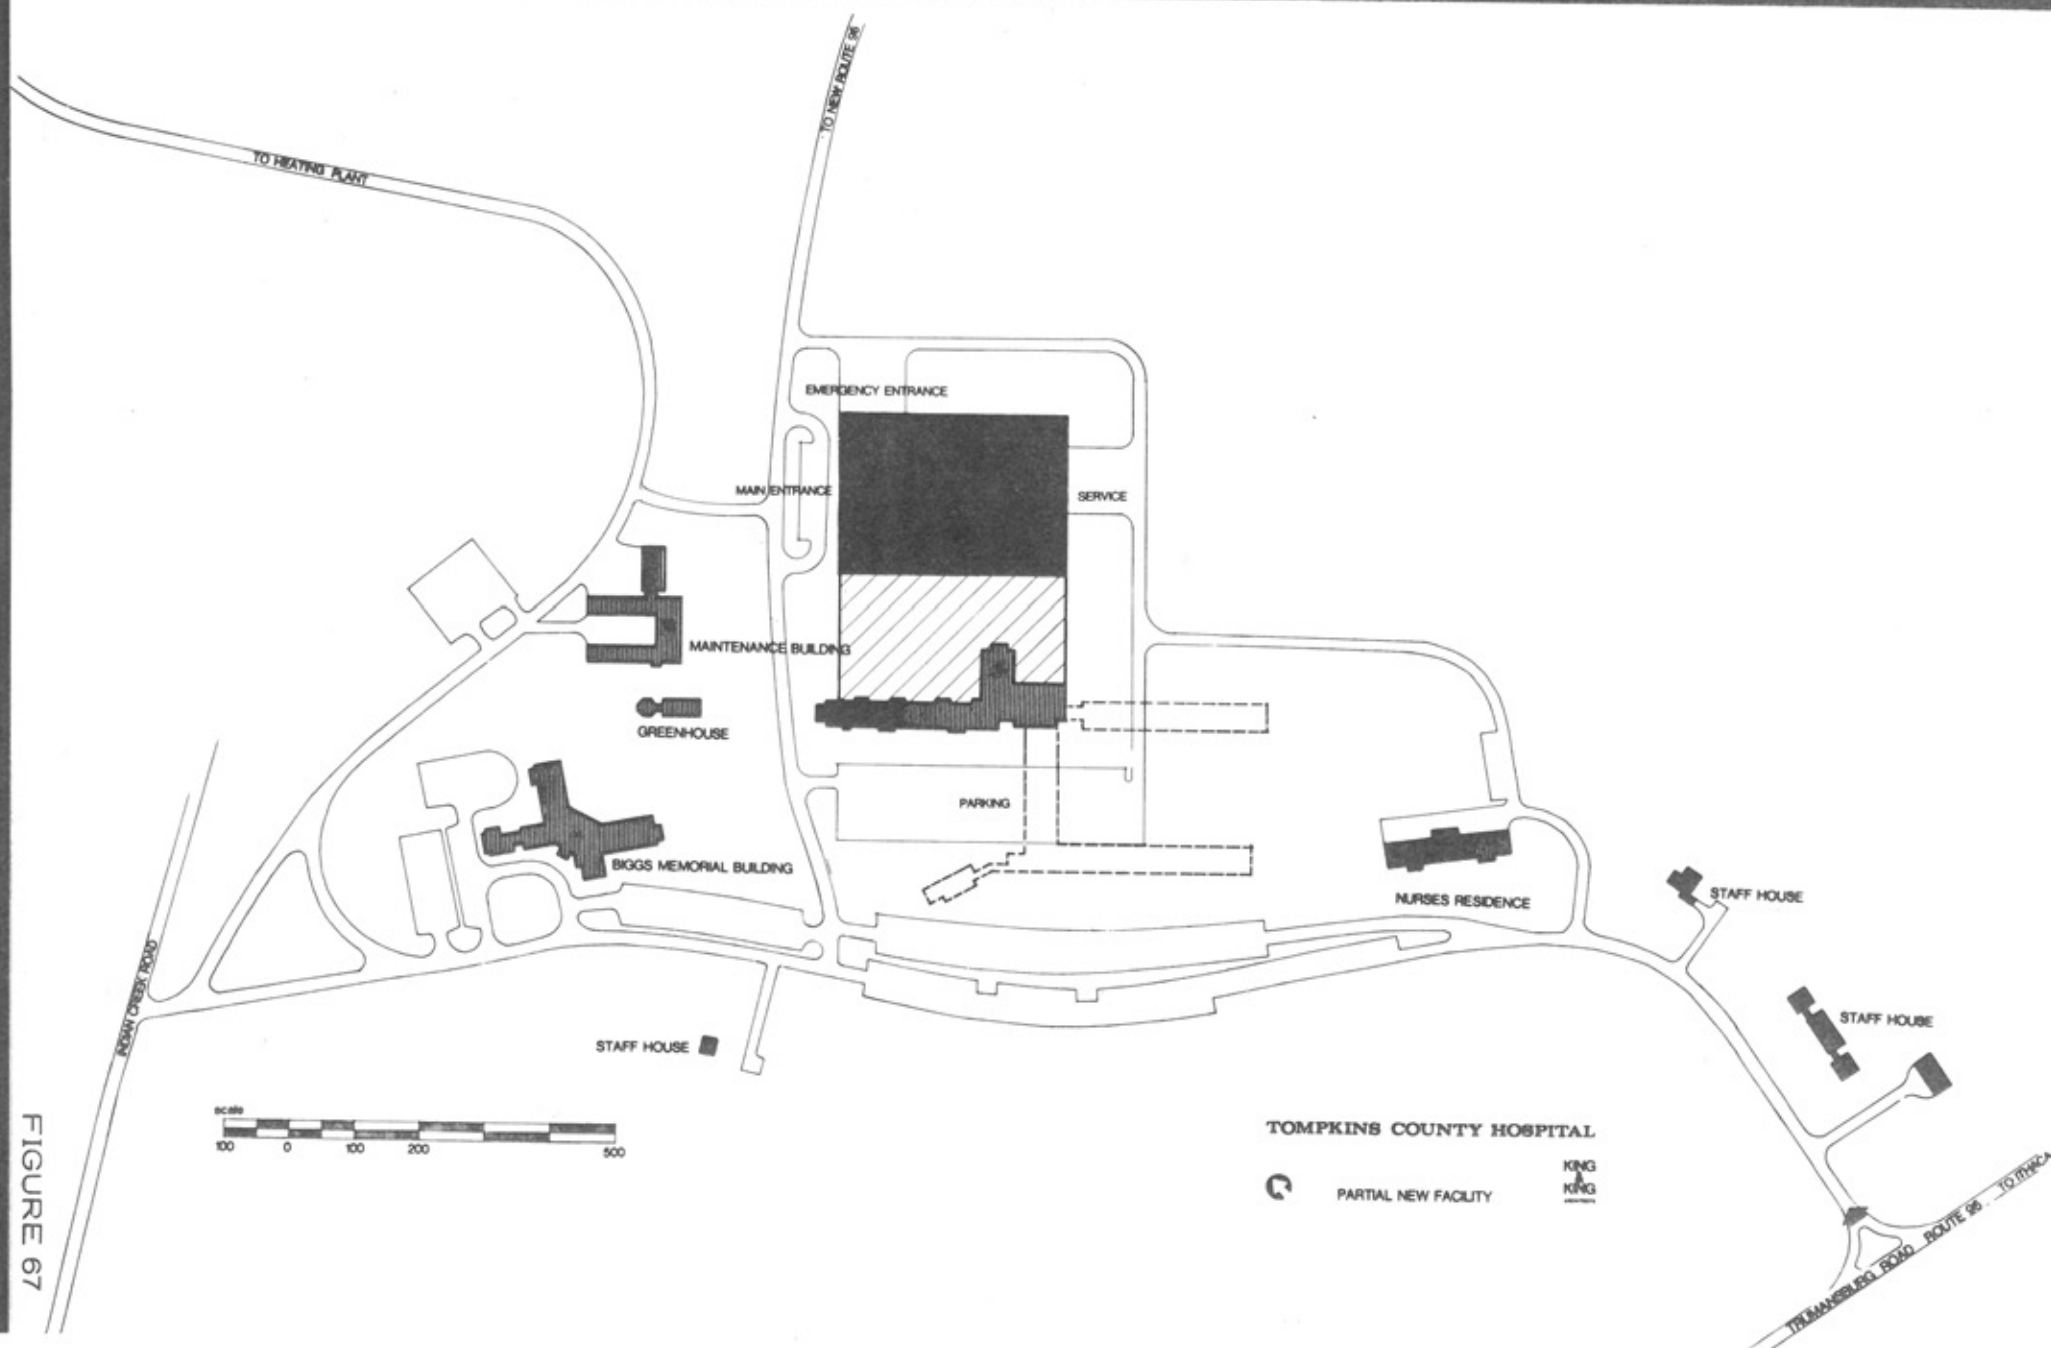 TO NEW ROUTE 96
TO HEATING PLANT
EMERGENCY ENTRANCE
MAIN ENTRANCE
SERVICE
MAINTENANCE BUILDING
GREENHOUSE
PARKING
BIGGS MEMORIAL BUILDING
NURSES RESIDENCE
STAFF HOUSE
STAFF HOUSE
STAFF HOUSE
INDIAN CREEK ROAD
scale
100 0 100 200 500
TOMPKINS COUNTY HOSPITAL
PARTIAL NEW FACILITY
KING
&
KING
ARCHITECTS
TRUMANSBURG ROAD ROUTE 96 TO ITHACA
FIGURE 67